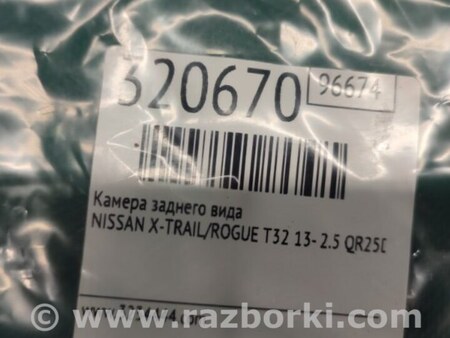 320670 96674
Камера заднего вида
NISSAN X-TRAIL/ROGUE T32 13- 2.5 QR25
www.razborki.com